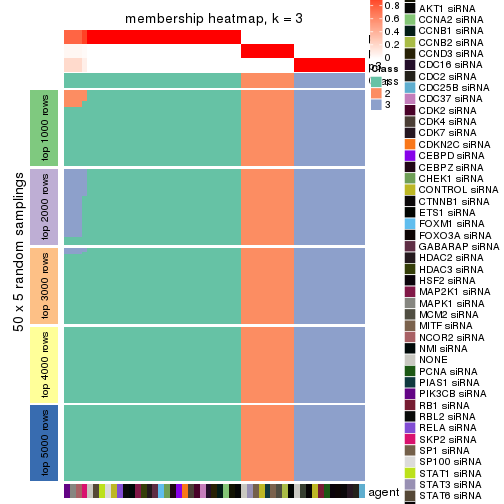 membership heatmap, k = 3
50 x 5 random samplings
top 1000 rows
top 2000 rows
top 3000 rows
top 4000 rows
top 5000 rows
p3
0.8
0.6
0.4
0.2
0
Class
2
3
agent
AKT1 siRNA
CCNA2 siRNA
CCNB1 siRNA
CCNB2 siRNA
CCND3 siRNA
CDC16 siRNA
CDC2 siRNA
CDC25B siRNA
CDC37 siRNA
CDK2 siRNA
CDK4 siRNA
CDK7 siRNA
CDKN2C siRNA
CEBPD siRNA
CEBPZ siRNA
CHEK1 siRNA
CONTROL siRNA
CTNNB1 siRNA
ETS1 siRNA
FOXM1 siRNA
FOXO3A siRNA
GABARAP siRNA
HDAC2 siRNA
HDAC3 siRNA
HSF2 siRNA
MAP2K1 siRNA
MAPK1 siRNA
MCM2 siRNA
MITF siRNA
NCOR2 siRNA
NMI siRNA
NONE
PCNA siRNA
PIAS1 siRNA
PIK3CB siRNA
RB1 siRNA
RBL2 siRNA
RELA siRNA
SKP2 siRNA
SP1 siRNA
SP100 siRNA
STAT1 siRNA
STAT3 siRNA
STAT6 siRNA